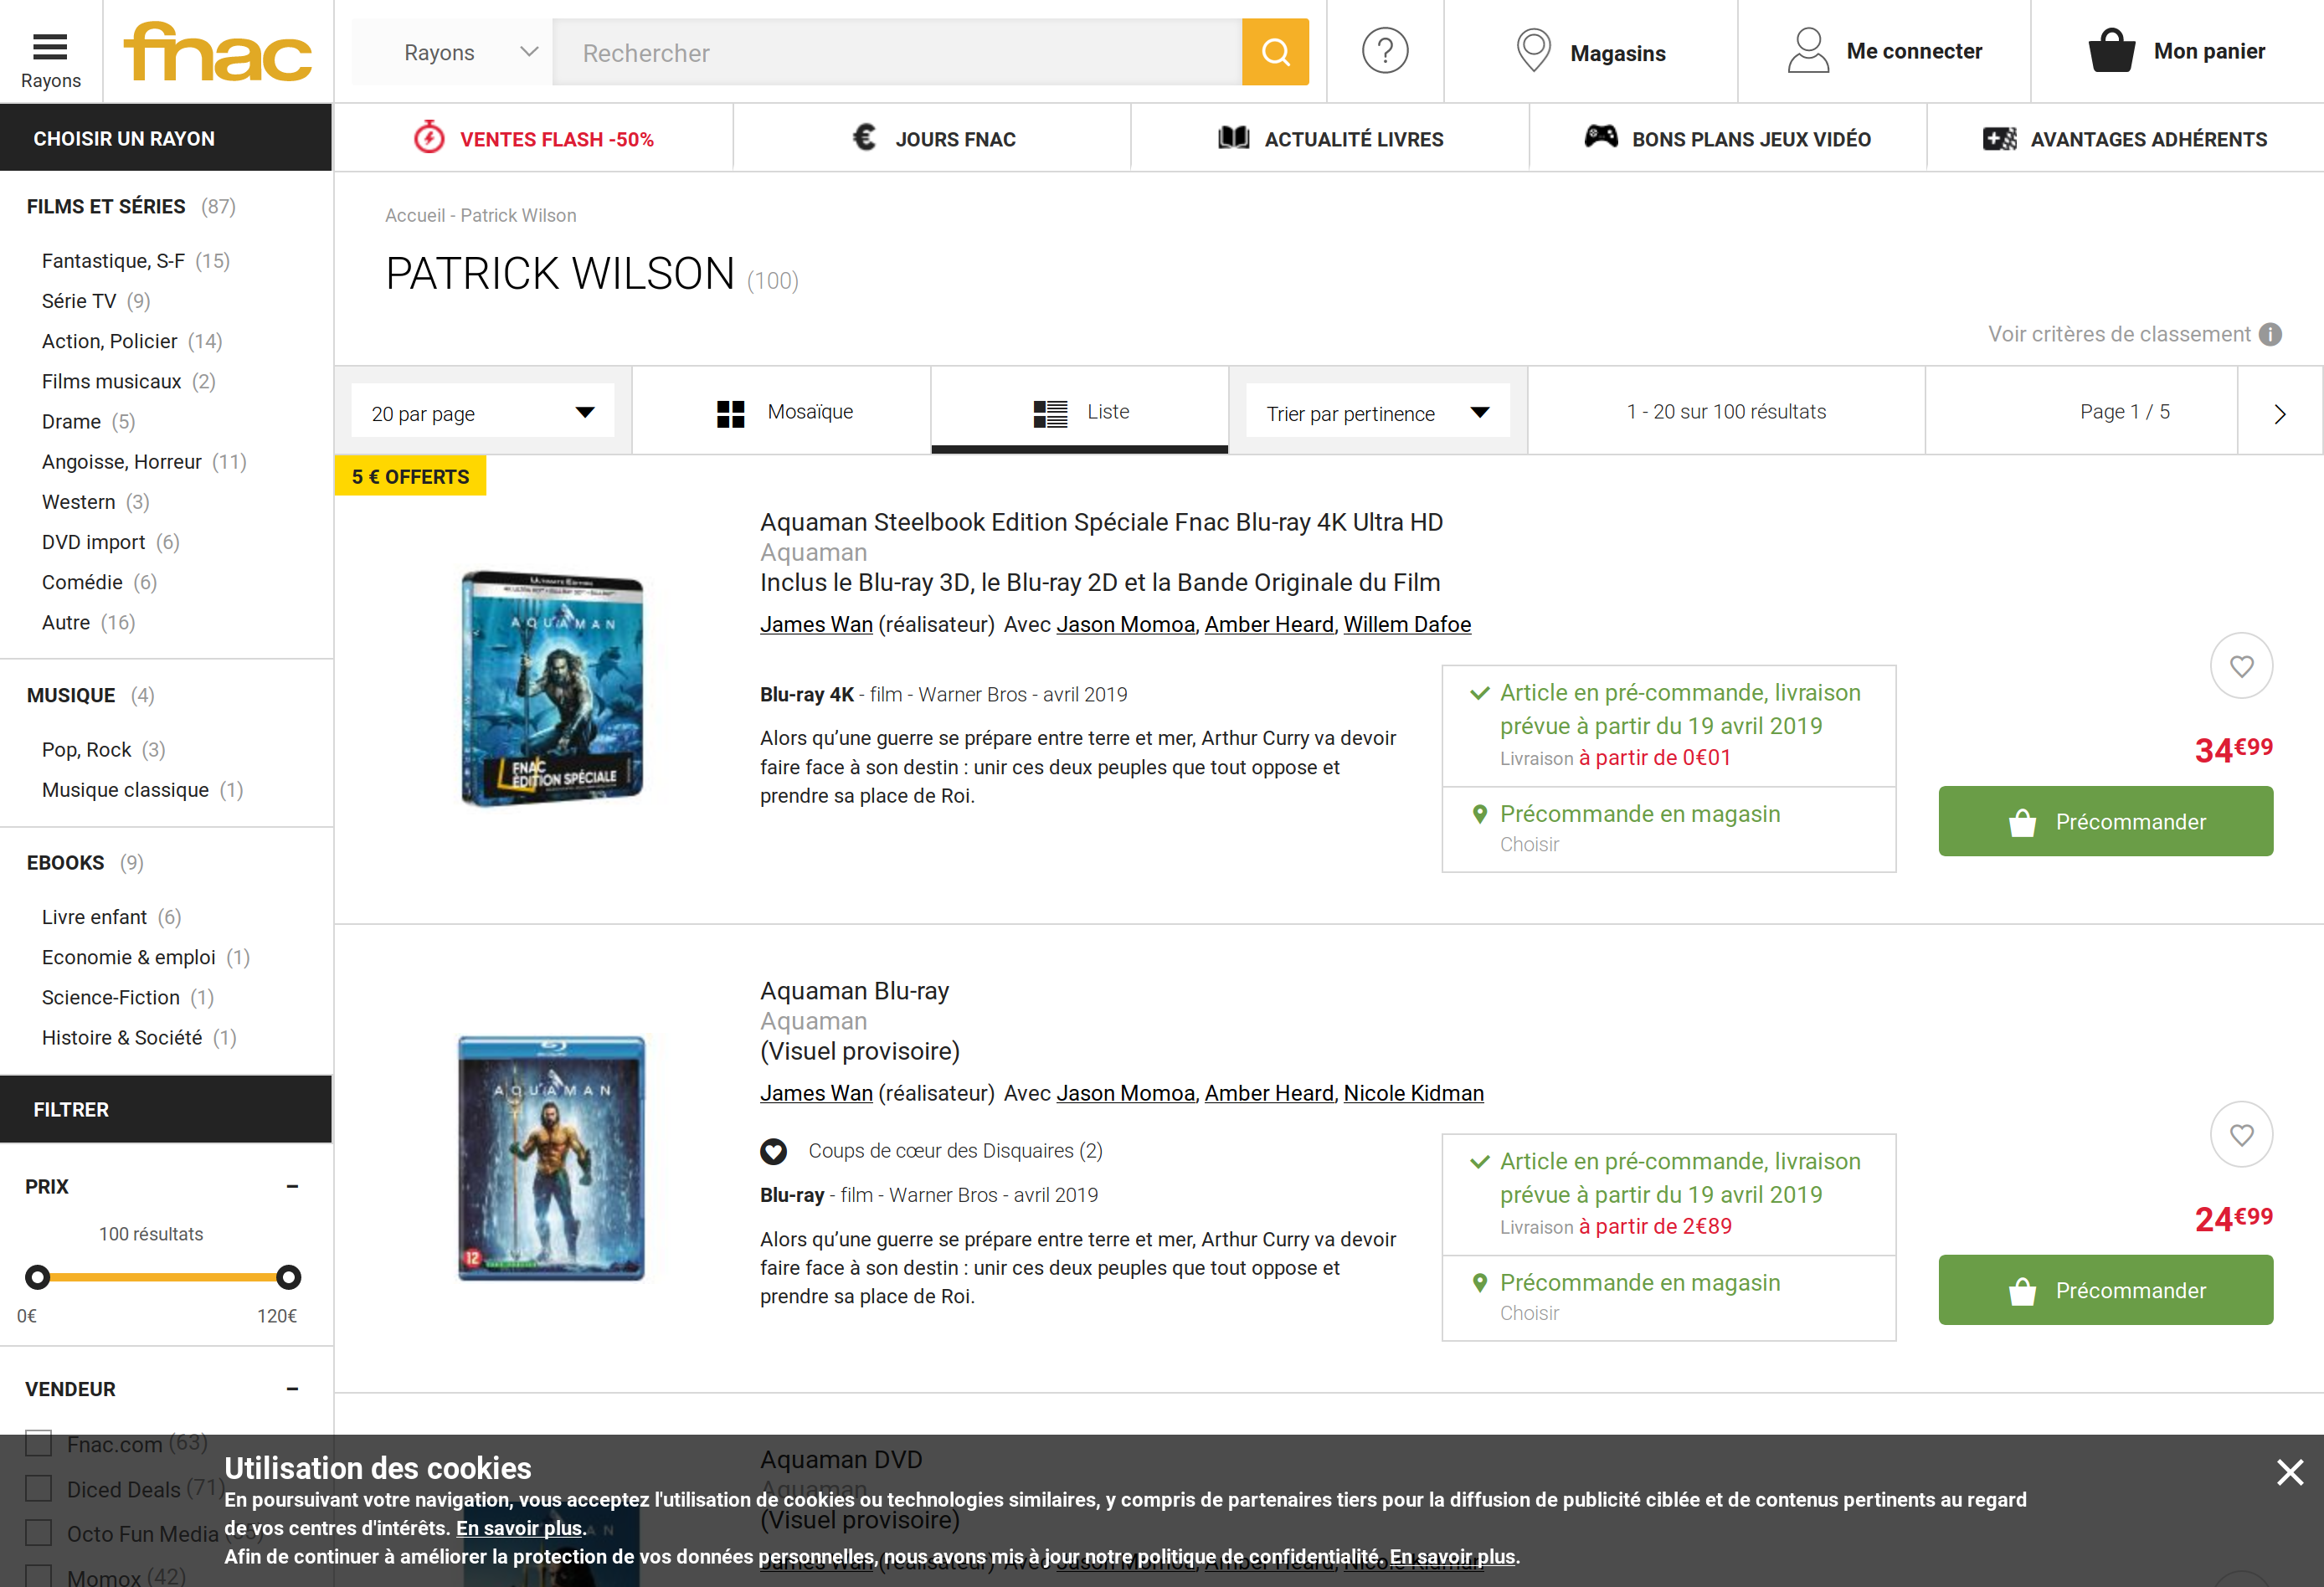 Rayons
fnac
Rayons
Rechercher
?
Magasins
Me connecter
Mon panier
CHOISIR UN RAYON
VENTES FLASH -50%
JOURS FNAC
ACTUALITÉ LIVRES
BONS PLANS JEUX VIDÉO
AVANTAGES ADHÉRENTS
FILMS ET SÉRIES (87)
Fantastique, S-F (15)
Série TV (9)
Action, Policier (14)
Films musicaux (2)
Drame (5)
Angoisse, Horreur (11)
Western (3)
DVD import (6)
Comédie (6)
Autre (16)
MUSIQUE (4)
Pop, Rock (3)
Musique classique (1)
EBOOKS (9)
Livre enfant (6)
Economie & emploi (1)
Science-Fiction (1)
Histoire & Société (1)
FILTRER
PRIX
100 résultats
0€
120€
VENDEUR
Fnac.com (63)
Diced Deals (71)
Octo Fun Media
Momox (42)
Accueil - Patrick Wilson
PATRICK WILSON (100)
Voir critères de classement i
20 par page
Mosaïque
Liste
Trier par pertinence
1 - 20 sur 100 résultats
Page 1 / 5
5 € OFFERTS
AQUAMAN
FNAC
ÉDITION SPÉCIALE
Aquaman Steelbook Edition Spéciale Fnac Blu-ray 4K Ultra HD
Aquaman
Inclus le Blu-ray 3D, le Blu-ray 2D et la Bande Originale du Film
James Wan (réalisateur) Avec Jason Momoa, Amber Heard, Willem Dafoe
Blu-ray 4K - film - Warner Bros - avril 2019
Alors qu’une guerre se prépare entre terre et mer, Arthur Curry va devoir
faire face à son destin : unir ces deux peuples que tout oppose et
prendre sa place de Roi.
Article en pré-commande, livraison
prévue à partir du 19 avril 2019
Livraison à partir de 0€01
Précommande en magasin
Choisir
34€99
Précommander
AQUAMAN
12
Aquaman Blu-ray
Aquaman
(Visuel provisoire)
James Wan (réalisateur) Avec Jason Momoa, Amber Heard, Nicole Kidman
Coups de cœur des Disquaires (2)
Blu-ray - film - Warner Bros - avril 2019
Alors qu’une guerre se prépare entre terre et mer, Arthur Curry va devoir
faire face à son destin : unir ces deux peuples que tout oppose et
prendre sa place de Roi.
Article en pré-commande, livraison
prévue à partir du 19 avril 2019
Livraison à partir de 2€89
Précommande en magasin
Choisir
24€99
Précommander
Aquaman DVD
Aquaman
(Visuel provisoire)
James Wan (réalisateur) Avec Jason Momoa, Amber Heard, Nicole Kidman
Utilisation des cookies
En poursuivant votre navigation, vous acceptez l'utilisation de cookies ou technologies similaires, y compris de partenaires tiers pour la diffusion de publicité ciblée et de contenus pertinents au regard
de vos centres d'intérêts. En savoir plus.
Afin de continuer à améliorer la protection de vos données personnelles, nous avons mis à jour notre politique de confidentialité. En savoir plus.